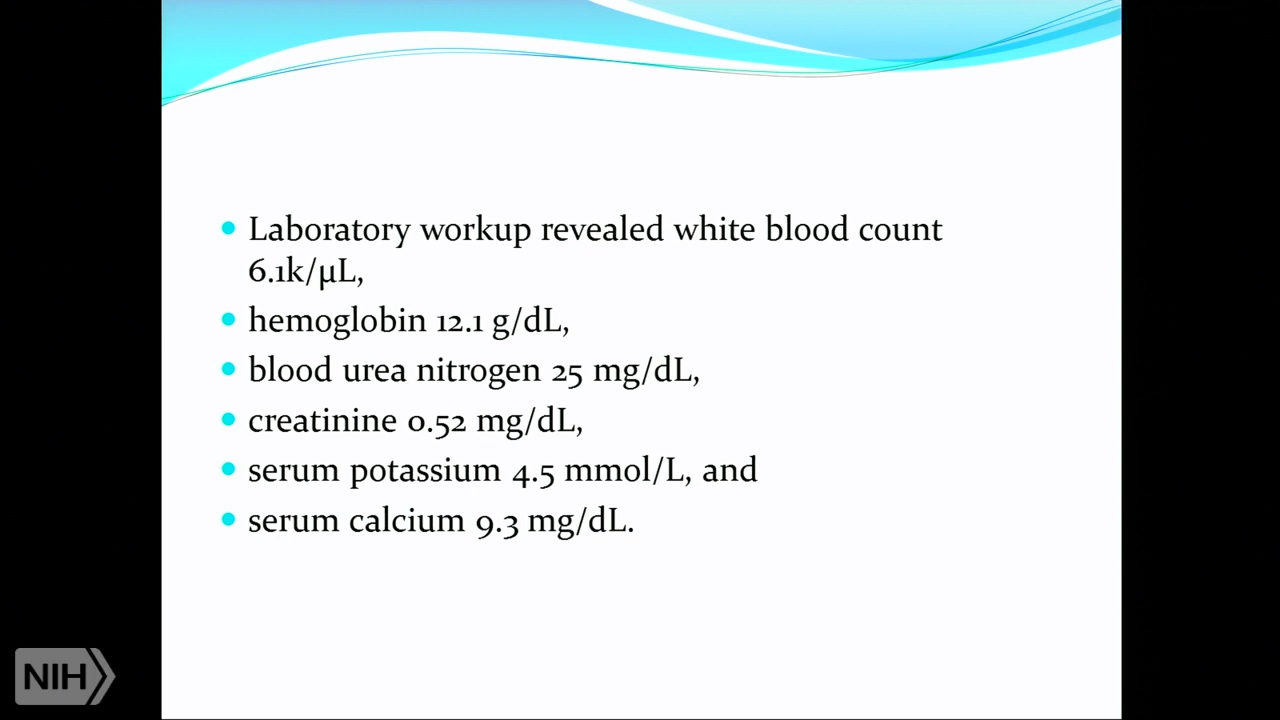 Laboratory workup revealed white blood count
6.1k/µL,
hemoglobin 12.1 g/dL,
blood urea nitrogen 25 mg/dL,
creatinine 0.52 mg/dL,
serum potassium 4.5 mmol/L, and
serum calcium 9.3 mg/dL.
NIH